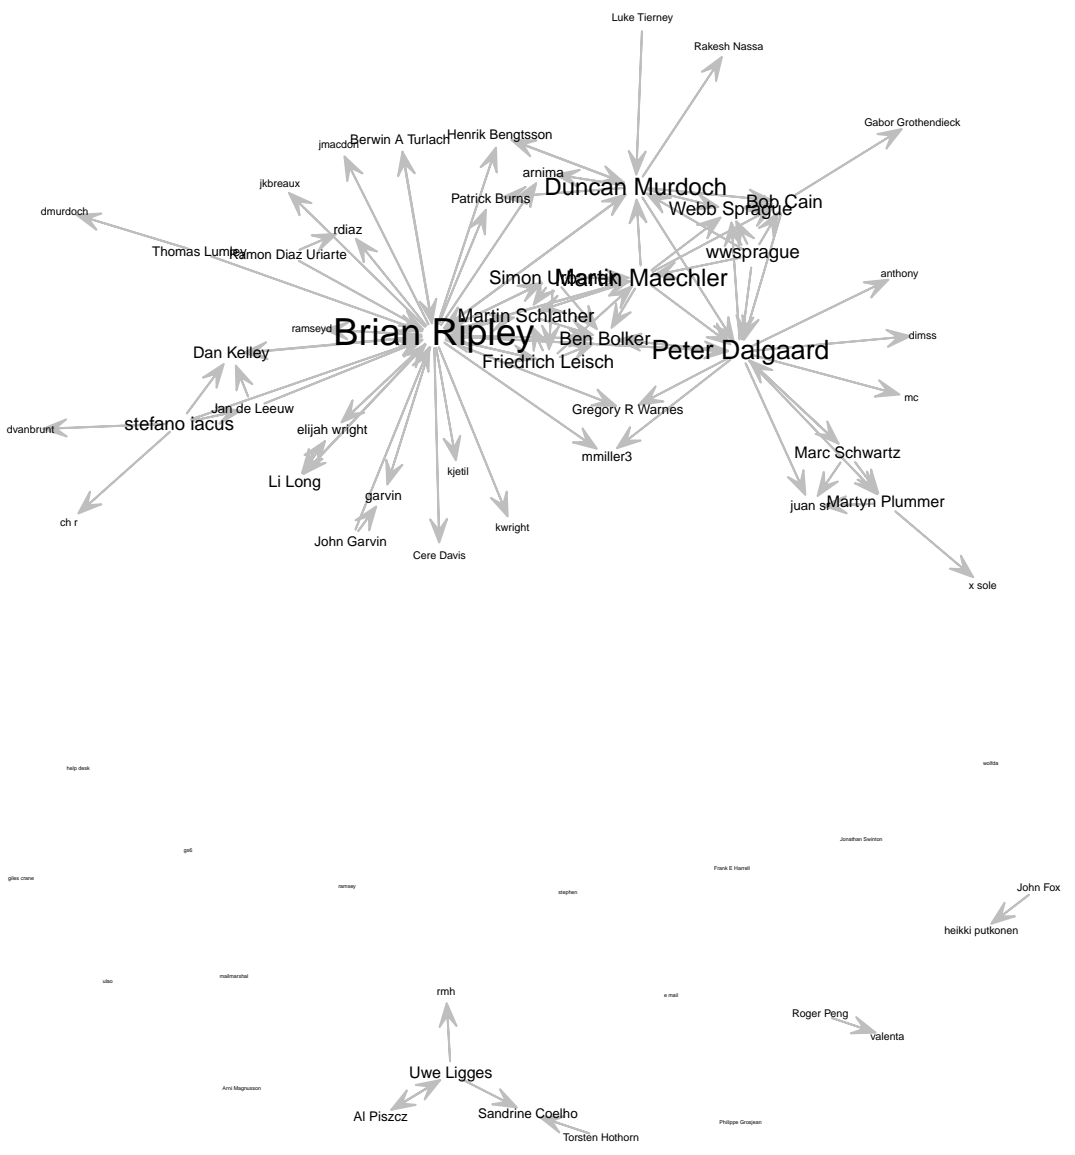 Luke Tierney
Rakesh Nassa
Gabor Grothendieck
Henrik Bengtsson
Berwin A Turlach
jmacdon
arnima
jkbreaux
Duncan Murdoch
Patrick Burns
Bob Cain
Webb Sprague
dmurdoch
rdiaz
Thomas Lumley
Ramon Diaz Uriarte
wwsprague
anthony
Simon Urbanek
Martin Maechler
Martin Schlather
ramseyd
Brian Ripley
dimss
Ben Bolker
Peter Dalgaard
Dan Kelley
Friedrich Leisch
mc
Jan de Leeuw
Gregory R Warnes
stefano iacus
dvanbrunt
elijah wright
Marc Schwartz
mmiller3
kjetil
Li Long
garvin
Martyn Plummer
ch r
kwright
John Garvin
Cere Davis
x sole
wolfda
help desk
Jonathan Swinton
ga6
Frank E Harrell
giles crane
ramsey
John Fox
stephen
heikki putkonen
mailmarshal
rmh
e mail
Roger Peng
valenta
Uwe Ligges
Arni Magnusson
Sandrine Coelho
Al Piszcz
Philippe Grosjean
Torsten Hothorn